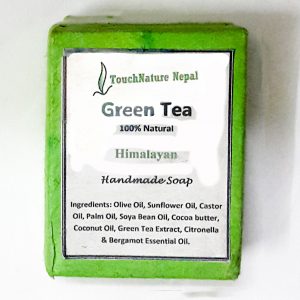 TouchNature Nepal
Green Tea
100% Natural
Himalayan
Handmade Soap
Ingredients: Olive Oil, Sunflower Oil, Castor
Oil, Palm Oil, Soya Bean Oil, Cocoa butter,
Coconut Oil, Green Tea Extract, Citronella
& Bergamot Essential Oil.